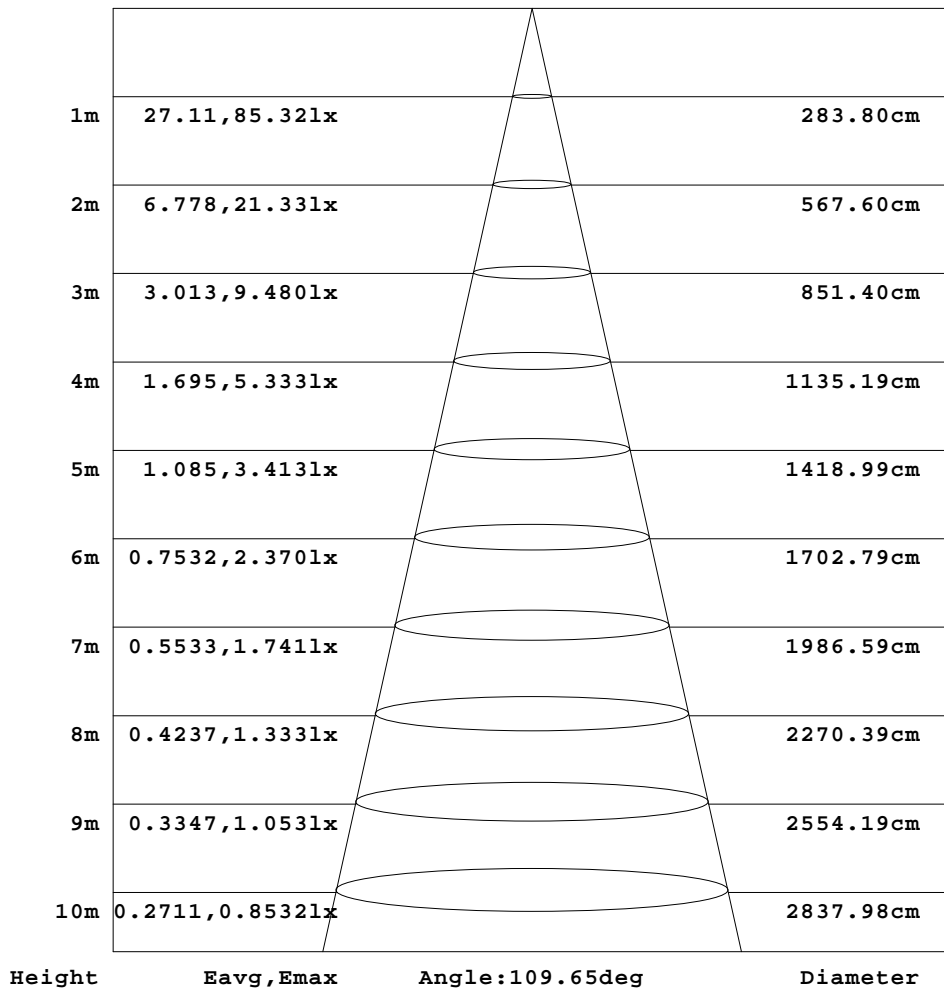 1m 27.11,85.32lx 283.80cm
2m 6.778,21.33lx 567.60cm
3m 3.013,9.480lx 851.40cm
4m 1.695,5.333lx 1135.19cm
5m 1.085,3.413lx 1418.99cm
6m 0.7532,2.370lx 1702.79cm
7m 0.5533,1.741lx 1986.59cm
8m 0.4237,1.333lx 2270.39cm
9m 0.3347,1.053lx 2554.19cm
10m 0.2711,0.8532lx 2837.98cm
Height Eavg,Emax Angle:109.65deg Diameter